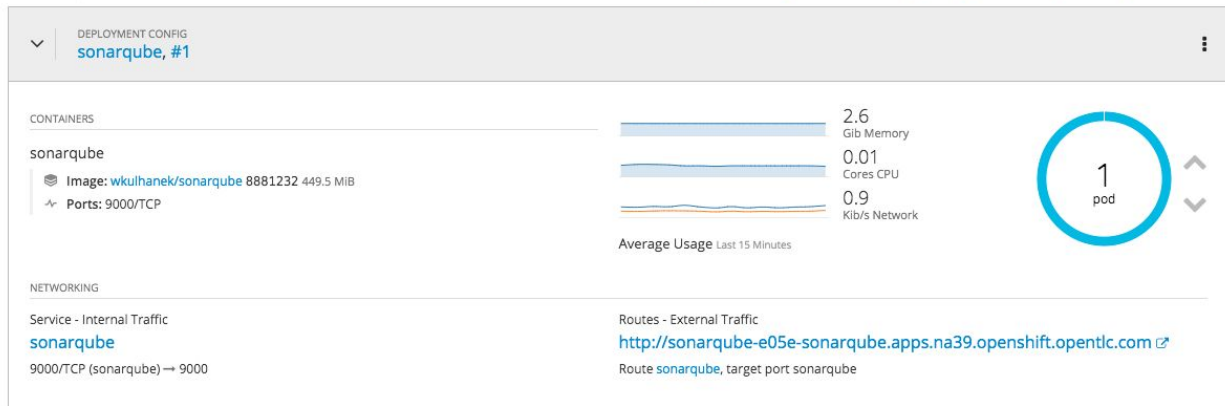 DEPLOYMENT CONFIG
sonarqube, #1
CONTAINERS
sonarqube
Image: wkulhanek/sonarqube 8881232 449.5 MiB
Ports: 9000/TCP
2.6
Gib Memory
0.01
Cores CPU
0.9
Kib/s Network
Average Usage Last 15 Minutes
1
pod
NETWORKING
Service - Internal Traffic
sonarqube
9000/TCP (sonarqube) → 9000
Routes - External Traffic
http://sonarqube-e05e-sonarqube.apps.na39.openshift.opentlc.com
Route sonarqube, target port sonarqube